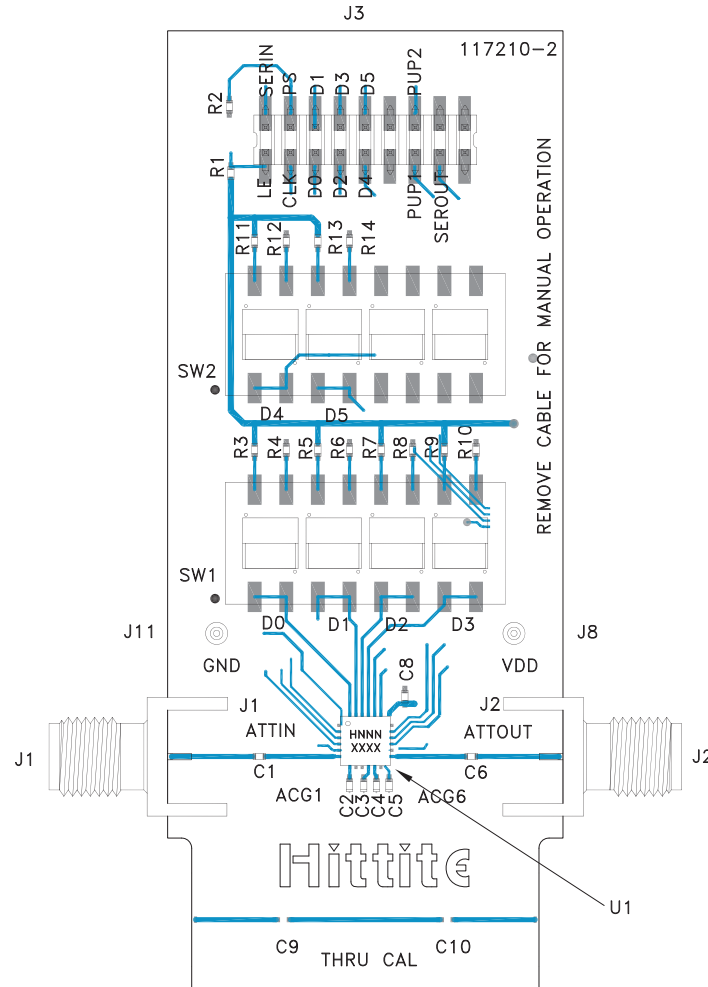 J3
117210-2
SERIN
PS
D1
D3
D5
PUP2
R2
R1
LE
CLK
D0
D2
D4
PUP1
SEROUT
R11
R12
R13
R14
REMOVE CABLE FOR MANUAL OPERATION
SW2
D4
D5
R3
R4
R5
R6
R7
R8
R9
R10
SW1
D0
D1
D2
D3
J11
J8
GND
VDD
C8
J1
J2
ATTIN
ATTOUT
HNNN
XXXX
J1
J2
C1
C6
ACG1
C2
C3
C4
C5
ACG6
Hittite
U1
C9
C10
THRU CAL